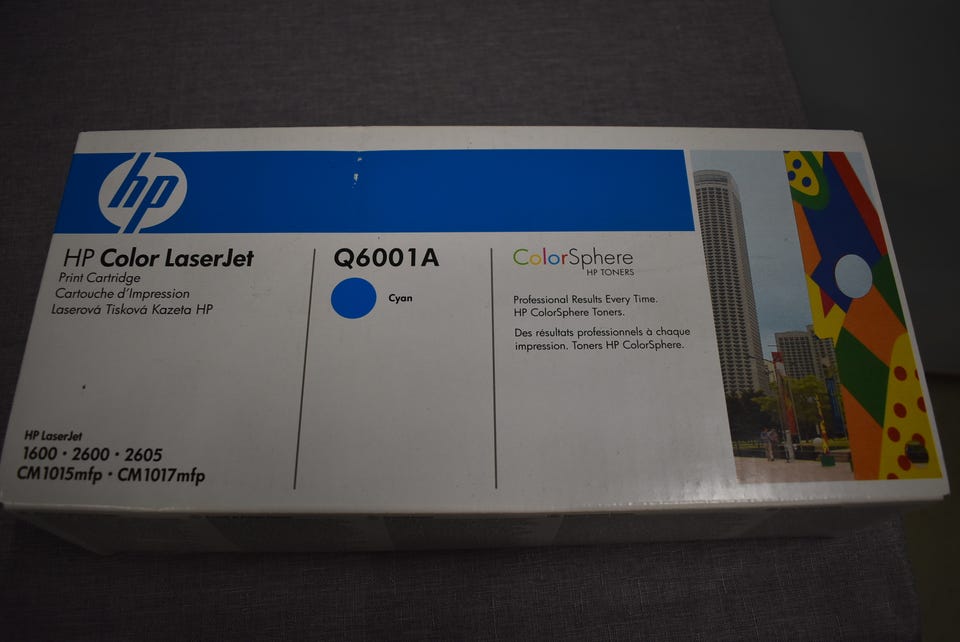 hp
HP Color LaserJet
Print Cartridge
Cartouche d'Impression
Laserová Tisková Kazeta HP
HP LaserJet
1600 • 2600 • 2605
CM1015mfp • CM1017mfp
Q6001A
Cyan
ColorSphere
HP TONERS
Professional Results Every Time.
HP ColorSphere Toners.
Des résultats professionnels à chaque
impression. Toners HP ColorSphere.